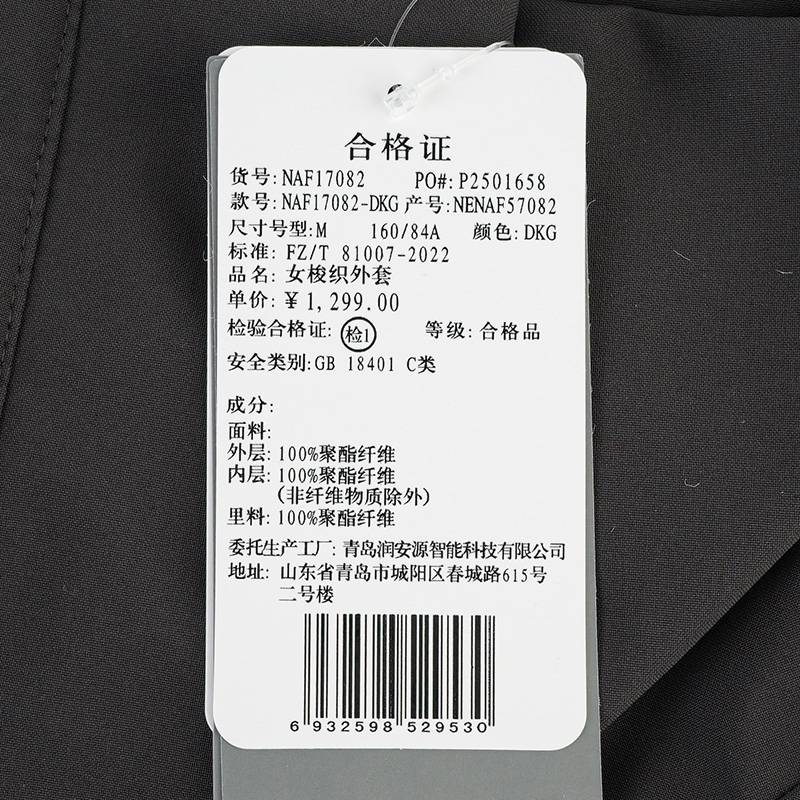 合格证
货号: NAF17082 PO#: P2501658
款号: NAF17082-DKG 产号: NENAF57082
尺寸号型: M 160/84A 颜色: DKG
标准: FZ/T 81007-2022
品名: 女梭织外套
单价: ¥1,299.00
检验合格证: 检1 等级: 合格品
安全类别: GB 18401 C类
成分:
面料:
外层: 100%聚酯纤维
内层: 100%聚酯纤维
(非纤维物质除外)
里料: 100%聚酯纤维
委托生产工厂: 青岛润安源智能科技有限公司
地址: 山东省青岛市城阳区春城路615号
二号楼
6 932598 529530